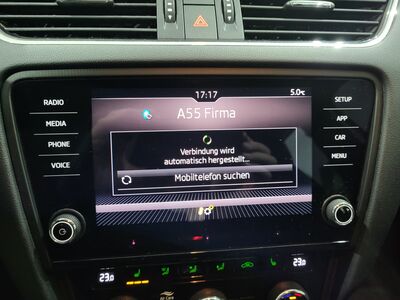 17:17
5.0°C
RADIO
MEDIA
PHONE
VOICE
SETUP
APP
CAR
MENU
A55 Firma
Verbindung wird
automatisch hergestellt...
Mobiltelefon suchen
23.0
23.0